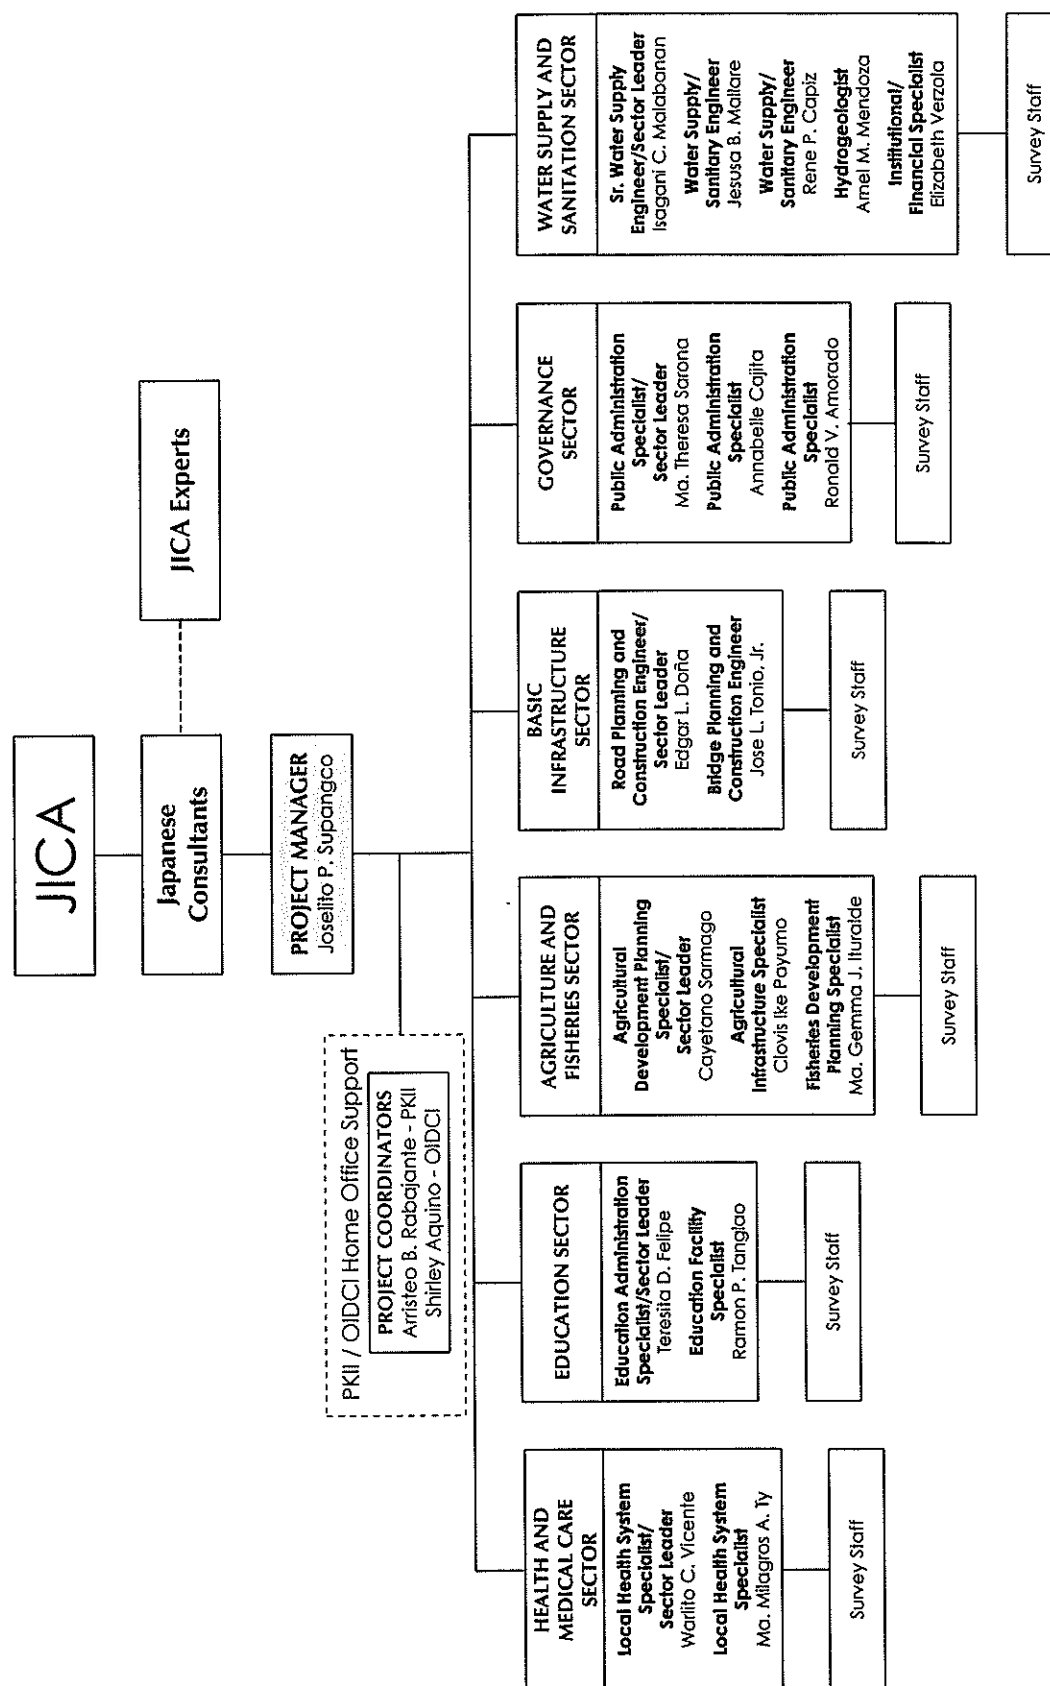 JICA
Japanese
Consultants
JICA Experts
PROJECT MANAGER
Joselito P. Supangco
PKII / OIDCI Home Office Support
PROJECT COORDINATORS
Arristeo B. Rabajante - PKII
Shirley Aquino - OIDCI
HEALTH AND
MEDICAL CARE
SECTOR
Local Health System
Specialist/
Sector Leader
Warlito C. Vicente
Local Health System
Specialist
Ma. Milagros A. Ty
Survey Staff
EDUCATION SECTOR
Education Administration
Specialist/Sector Leader
Teresita D. Felipe
Education Facility
Specialist
Ramon P. Tanglao
Survey Staff
AGRICULTURE AND
FISHERIES SECTOR
Agricultural
Development Planning
Specialist/
Sector Leader
Cayetano Sarmago
Agricultural
Infrastructure Specialist
Clovis Ike Payumo
Fisheries Development
Planning Specialist
Ma. Gemma J. Ituralde
Survey Staff
BASIC
INFRASTRUCTURE
SECTOR
Road Planning and
Construction Engineer/
Sector Leader
Edgar L. Doña
Bridge Planning and
Construction Engineer
Jose L. Tonio, Jr.
Survey Staff
GOVERNANCE
SECTOR
Public Administration
Specialist/
Sector Leader
Ma. Theresa Sarona
Public Administration
Specialist
Annabelle Cajita
Public Administration
Specialist
Ronald V. Amorado
Survey Staff
WATER SUPPLY AND
SANITATION SECTOR
Sr. Water Supply
Engineer/Sector Leader
Isagani C. Malabanan
Water Supply/
Sanitary Engineer
Jesusa B. Mallare
Water Supply/
Sanitary Engineer
Rene P. Capiz
Hydrogeologist
Arnel M. Mendoza
Institutional/
Financial Specialist
Elizabeth Verzola
Survey Staff